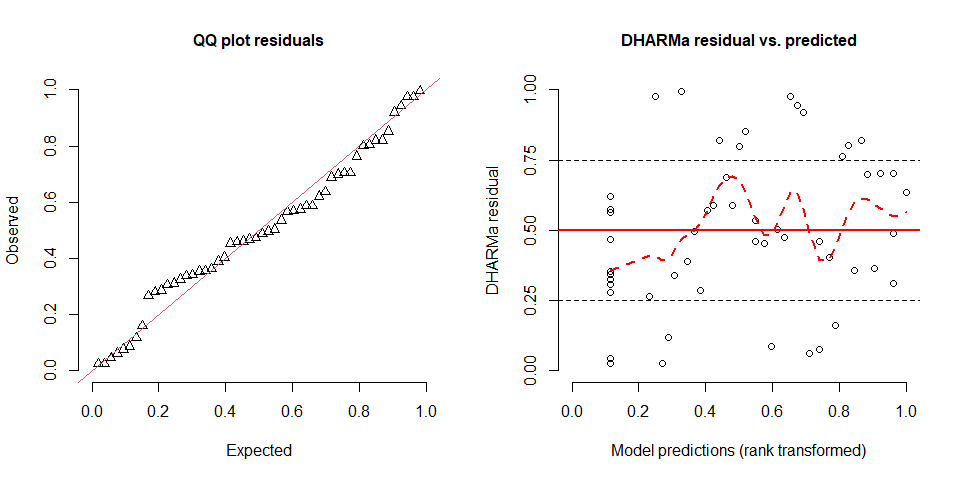 QQ plot residuals
Observed
0.0 0.2 0.4 0.6 0.8 1.0
0.0 0.2 0.4 0.6 0.8 1.0
Expected
DHARMa residual vs. predicted
DHARMa residual
0.00 0.25 0.50 0.75 1.00
0.0 0.2 0.4 0.6 0.8 1.0
Model predictions (rank transformed)